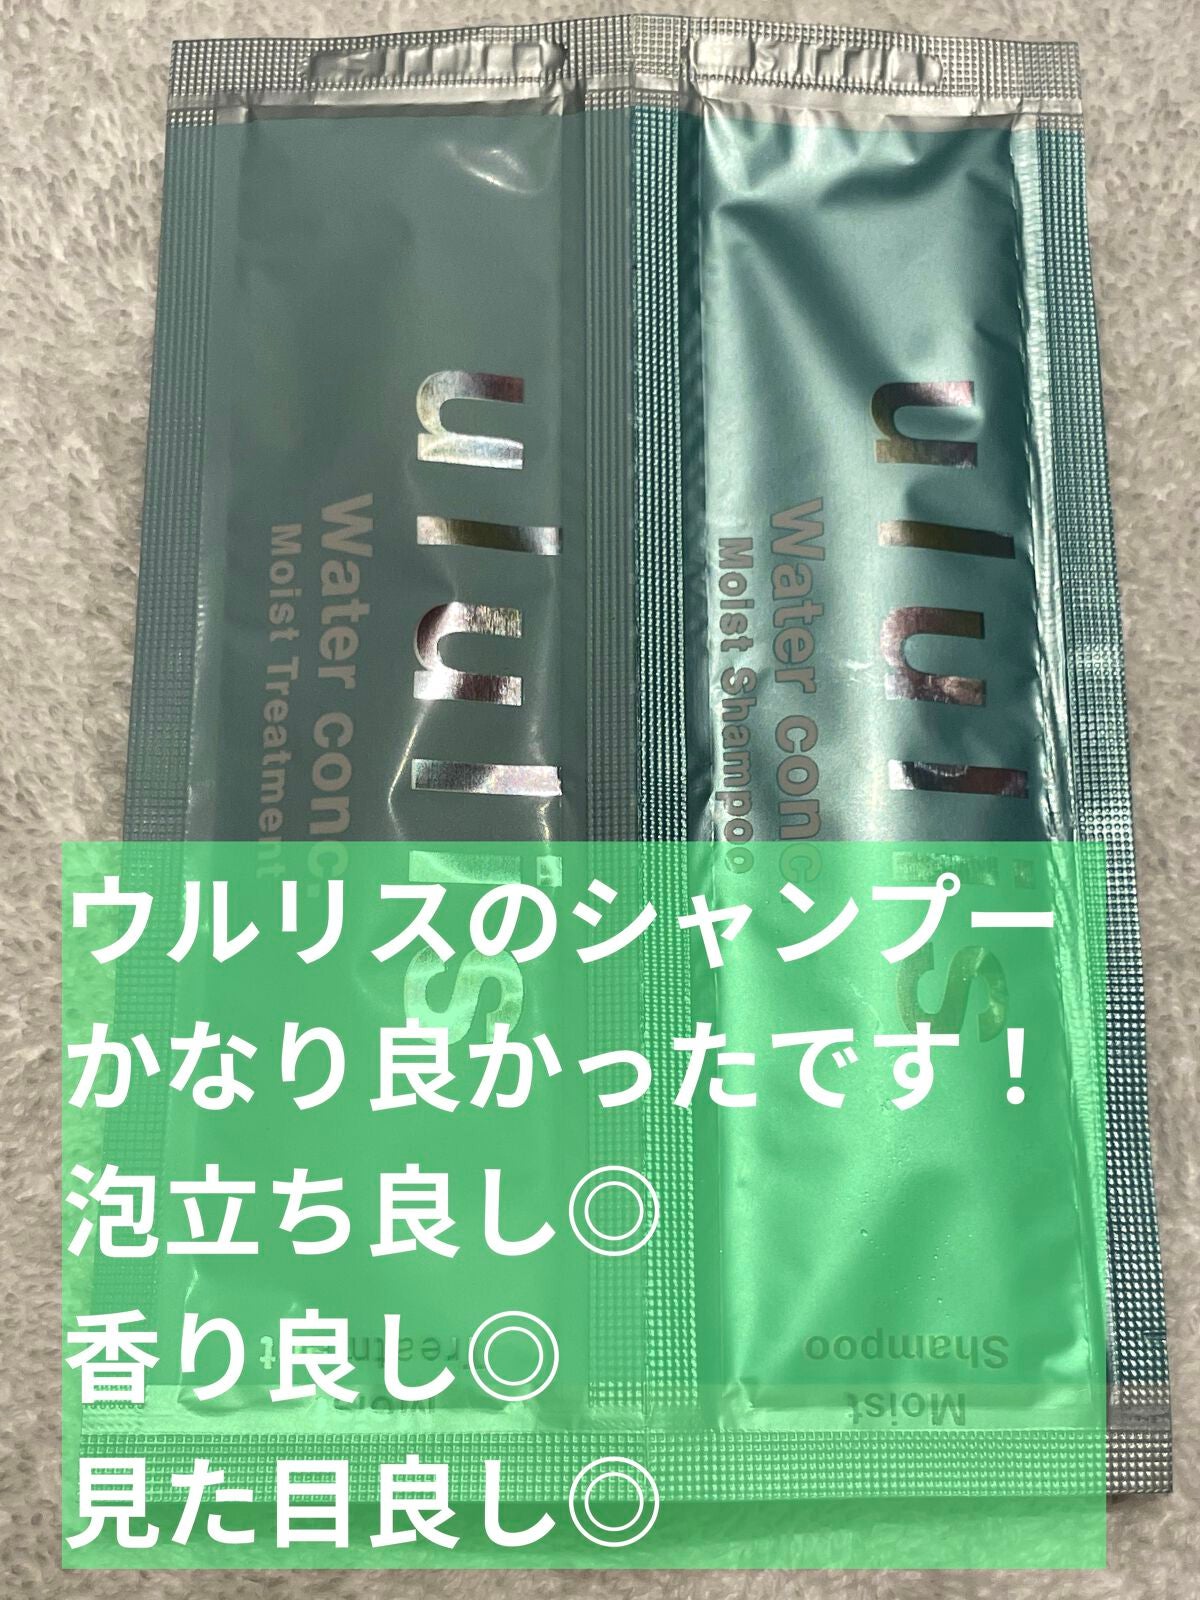 ululis
Water conc.
Moist Treatment
ululis
Water conc.
Moist Shampoo
ウルリスのシャンプー
かなり良かったです！
泡立ち良し◎
香り良し◎
見た目良し◎
Moist
Treatment
Moist
Shampoo